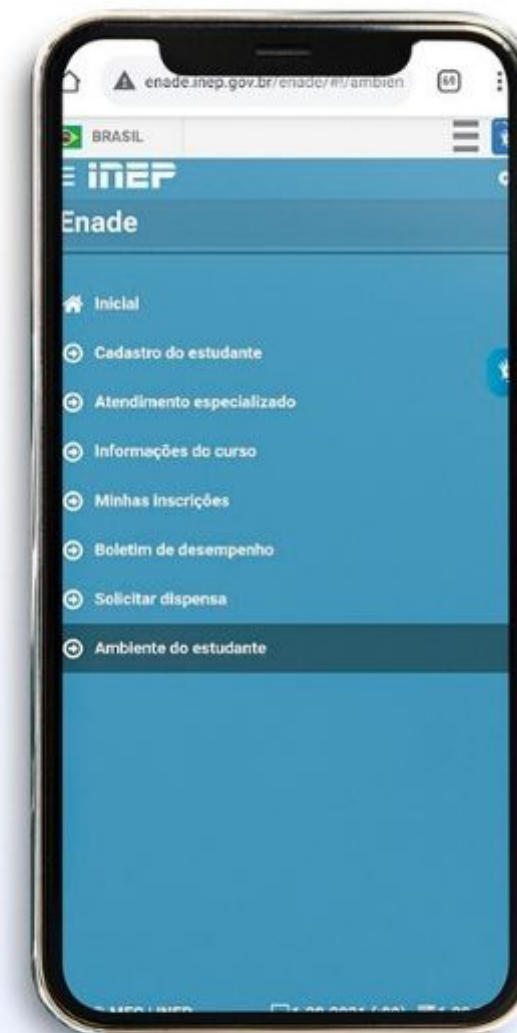 enade.inep.gov.br/enade/#!/ambien
69
BRASIL
inep
Enade
Inicial
Cadastro do estudante
Atendimento especializado
Informações do curso
Minhas Inscrições
Boletim de desempenho
Solicitar dispensa
Ambiente do estudante